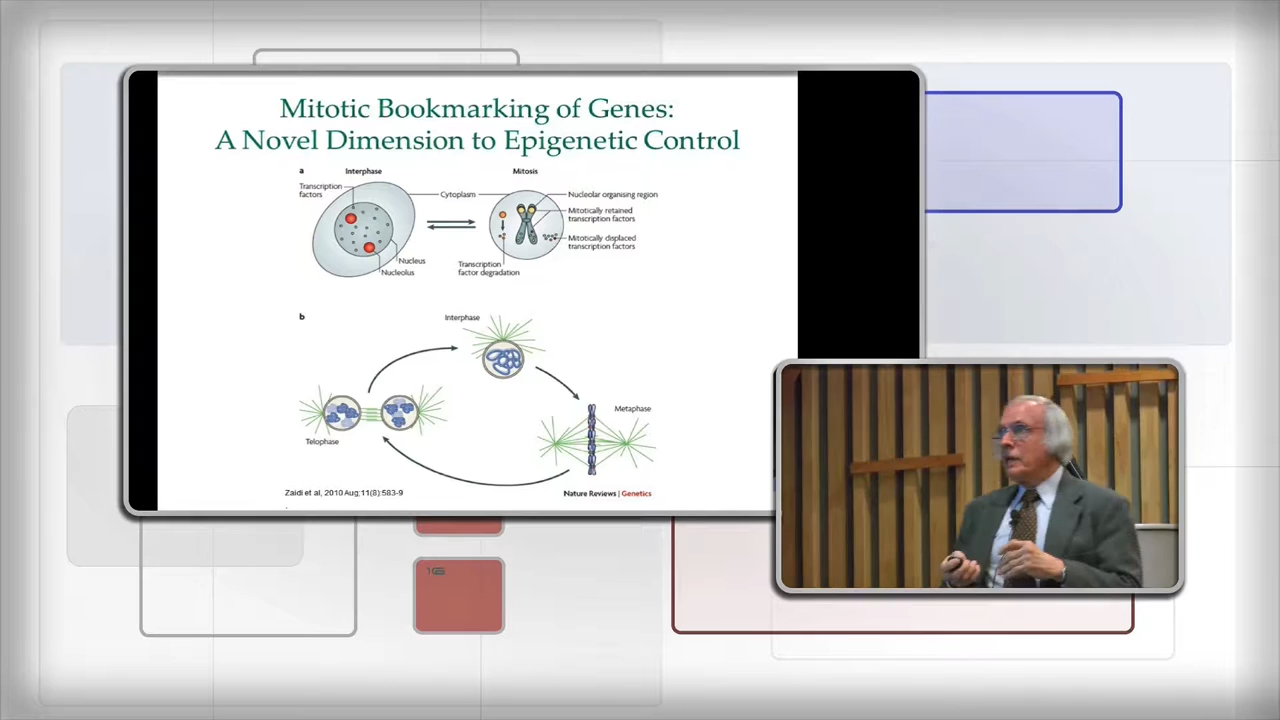 Mitotic Bookmarking of Genes:
A Novel Dimension to Epigenetic Control
a
Interphase
Mitosis
Transcription
factors
Cytoplasm
Nucleolar organising region
Mitotically retained
transcription factors
Mitotically displaced
transcription factors
Nucleus
Nucleolus
Transcription
factor degradation
b
Interphase
Metaphase
Telophase
Zaidi et al, 2010 Aug;11(8):583-9
Nature Reviews | Genetics